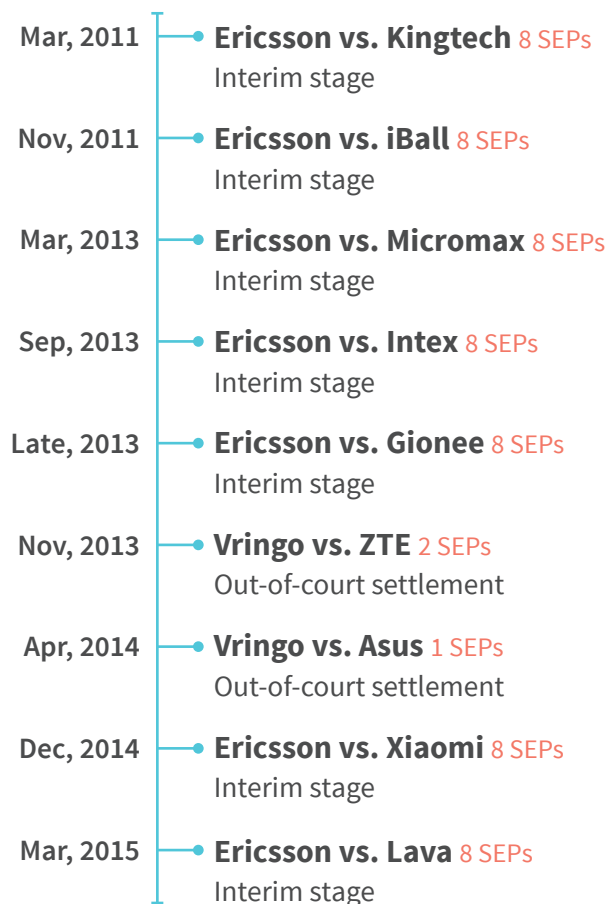 Mar, 2011 Ericsson vs. Kingtech 8 SEPs
Interim stage
Nov, 2011 Ericsson vs. iBall 8 SEPs
Interim stage
Mar, 2013 Ericsson vs. Micromax 8 SEPs
Interim stage
Sep, 2013 Ericsson vs. Intex 8 SEPs
Interim stage
Late, 2013 Ericsson vs. Gionee 8 SEPs
Interim stage
Nov, 2013 Vringo vs. ZTE 2 SEPs
Out-of-court settlement
Apr, 2014 Vringo vs. Asus 1 SEPs
Out-of-court settlement
Dec, 2014 Ericsson vs. Xiaomi 8 SEPs
Interim stage
Mar, 2015 Ericsson vs. Lava 8 SEPs
Interim stage